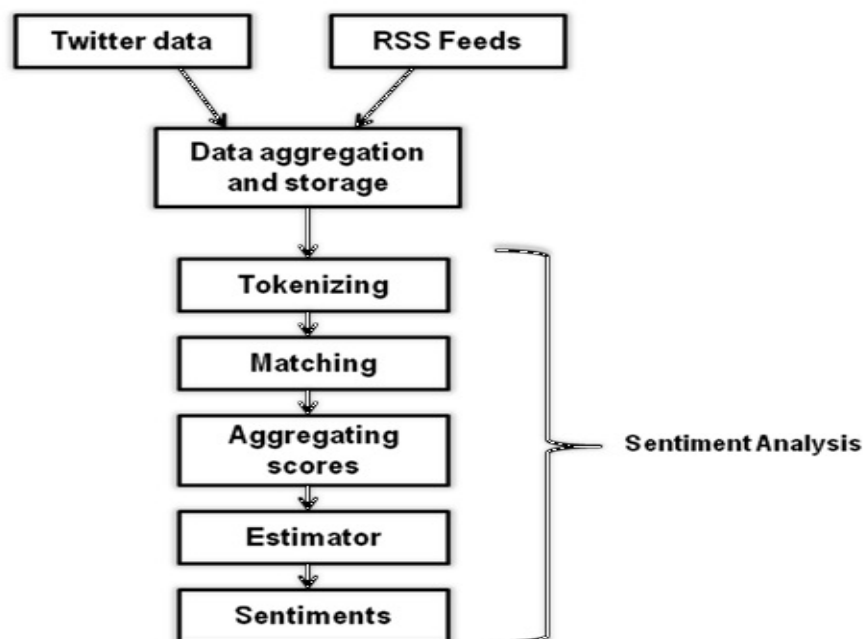 Twitter data
RSS Feeds
Data aggregation
and storage
Tokenizing
Matching
Aggregating
scores
Estimator
Sentiments
Sentiment Analysis